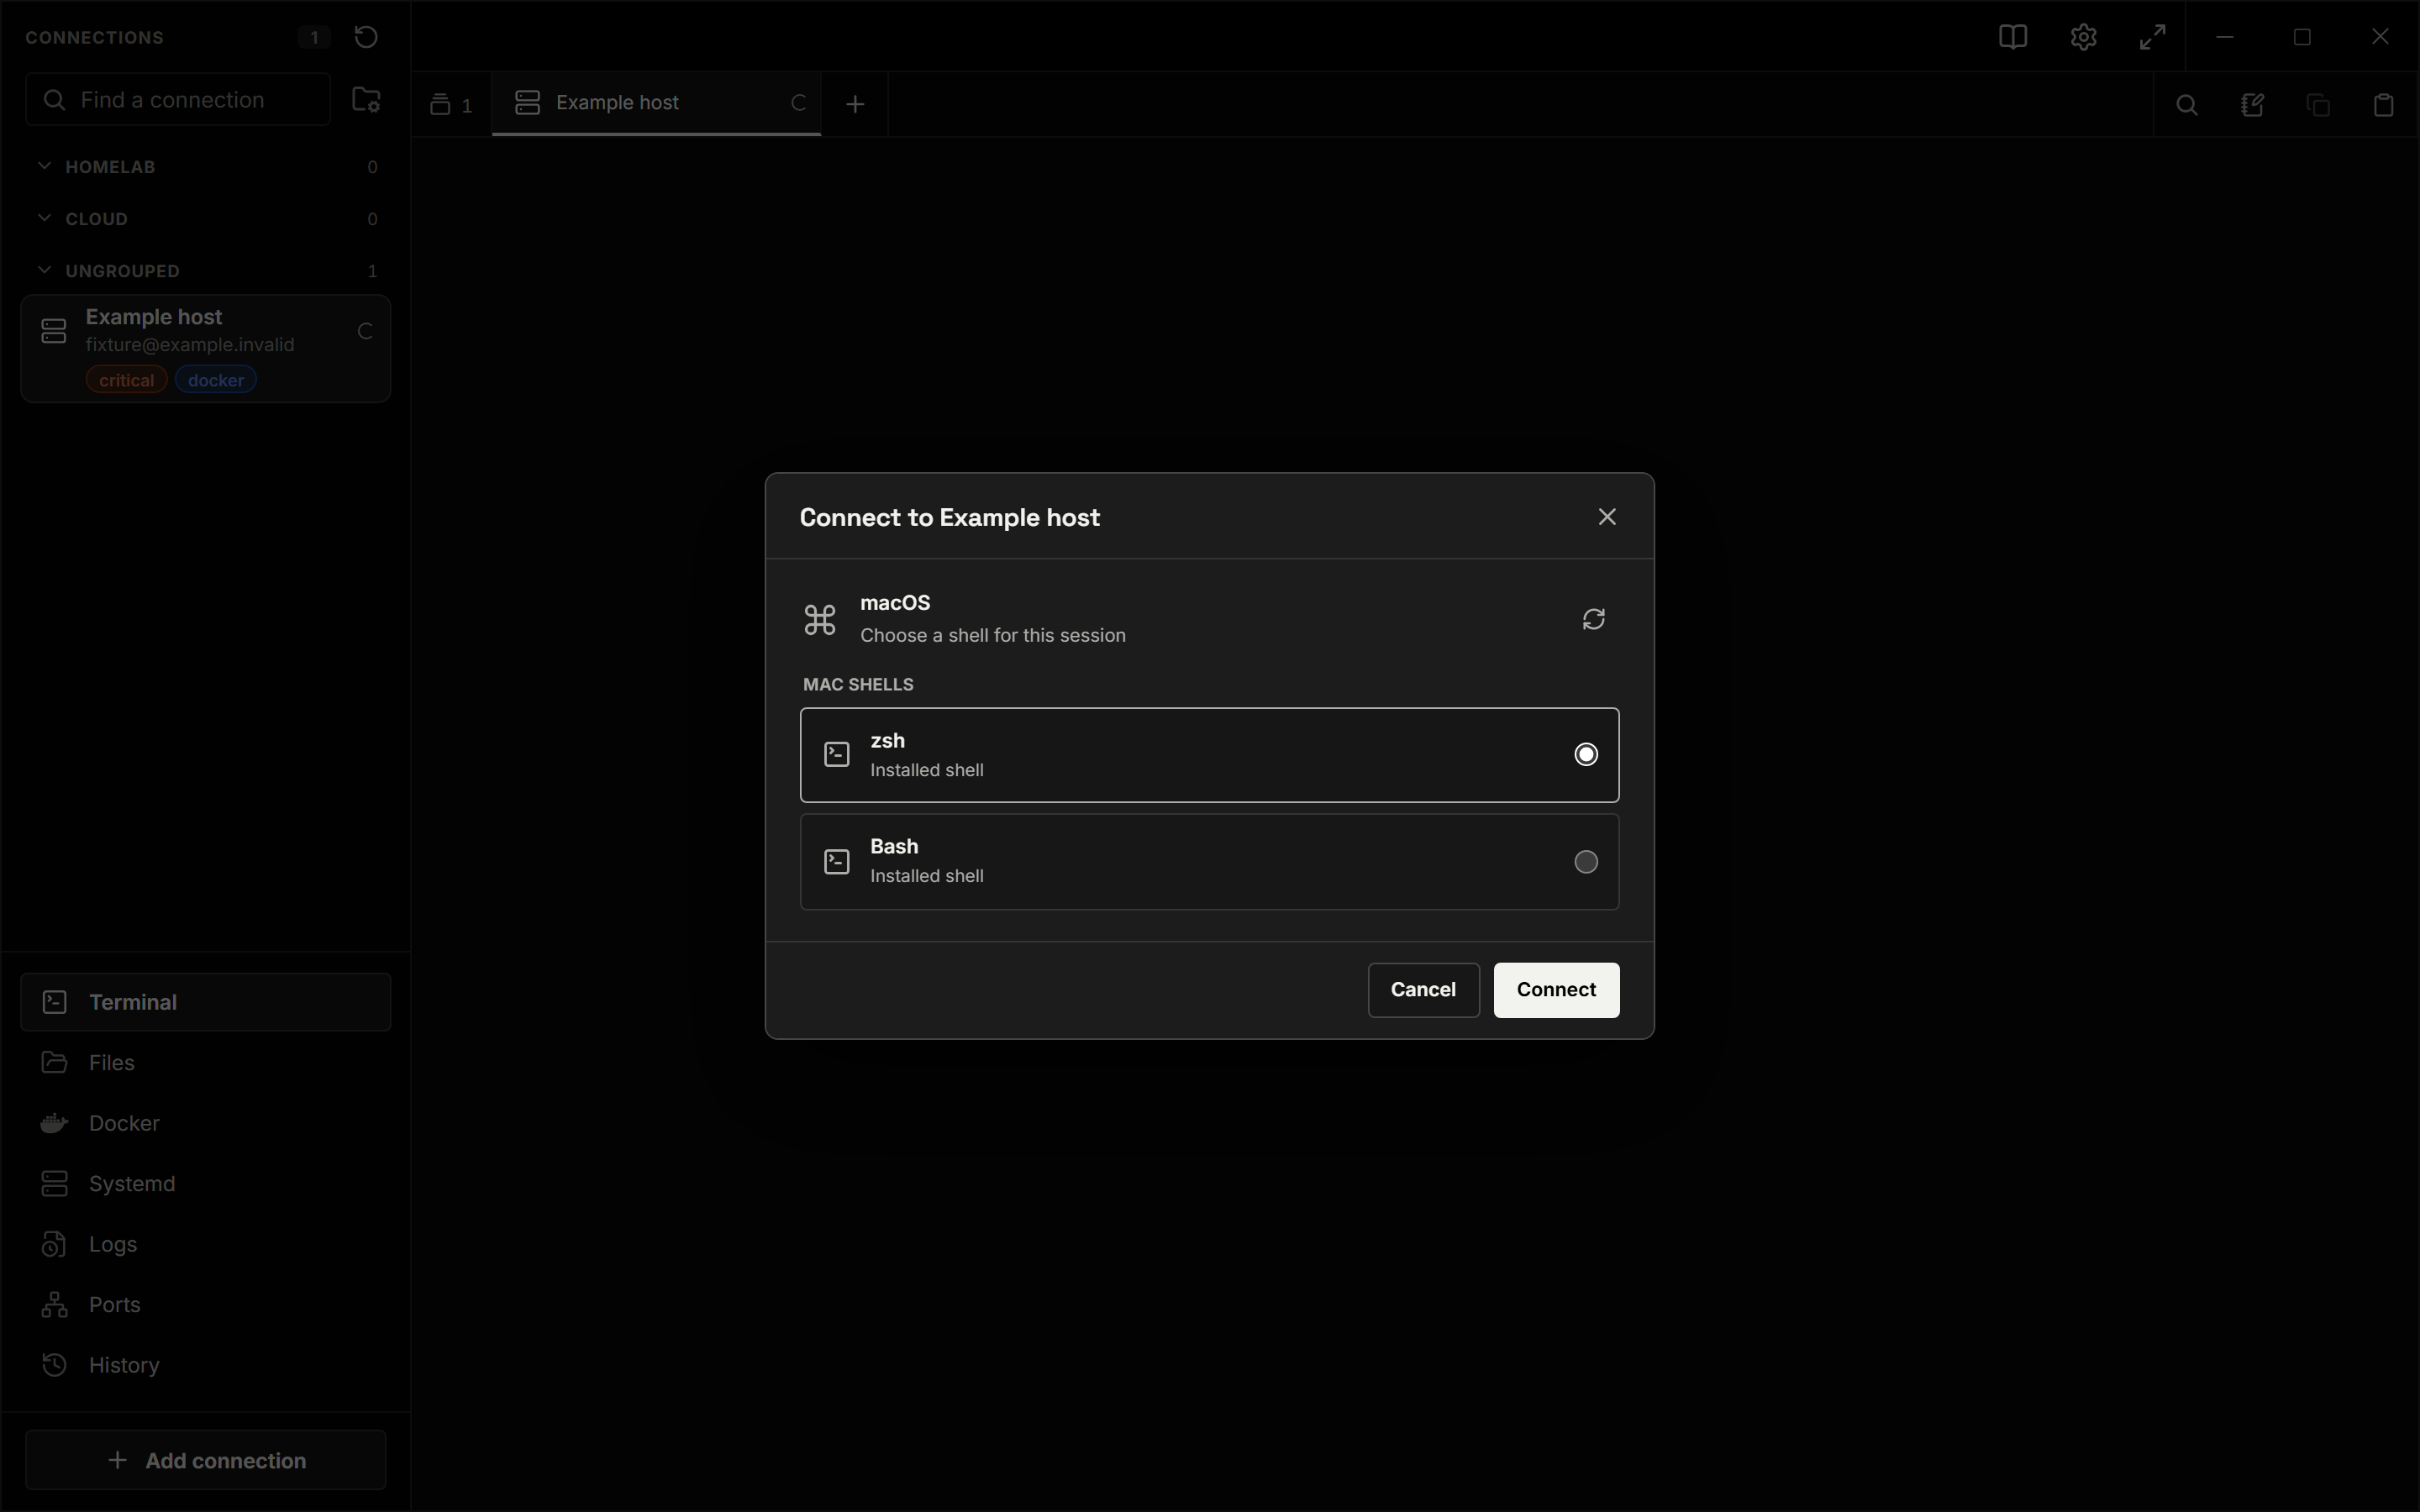 CONNECTIONS 1
Find a connection
HOMELAB 0
CLOUD 0
UNGROUPED 1
Example host
fixture@example.invalid
critical docker
Terminal
Files
Docker
Systemd
Logs
Ports
History
Add connection
1 Example host
Connect to Example host
macOS
Choose a shell for this session
MAC SHELLS
zsh
Installed shell
Bash
Installed shell
Cancel Connect